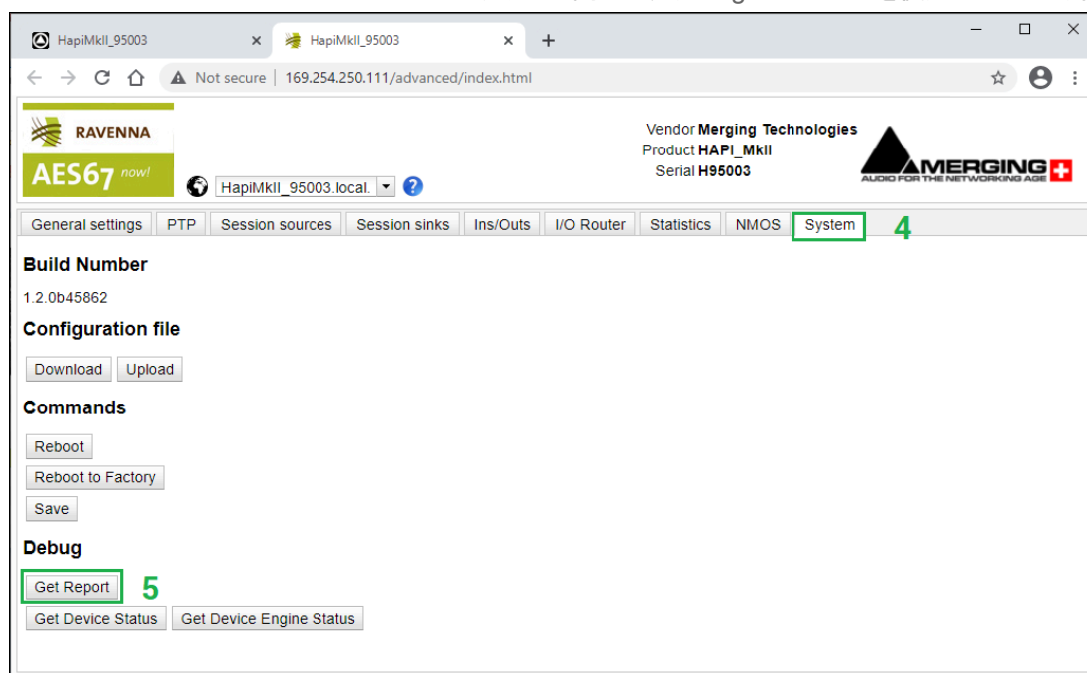 HapiMkII_95003
HapiMkII_95003
Not secure | 169.254.250.111/advanced/index.html
RAVENNA
AES67 now!
HapiMkII_95003.local.
Vendor Merging Technologies
Product HAPI_MkII
Serial H95003
MERGING
AUDIO FOR THE NETWORKING AGE
General settings PTP Session sources Session sinks Ins/Outs I/O Router Statistics NMOS System 4
Build Number
1.2.0b45862
Configuration file
Download Upload
Commands
Reboot
Reboot to Factory
Save
Debug
Get Report 5
Get Device Status Get Device Engine Status